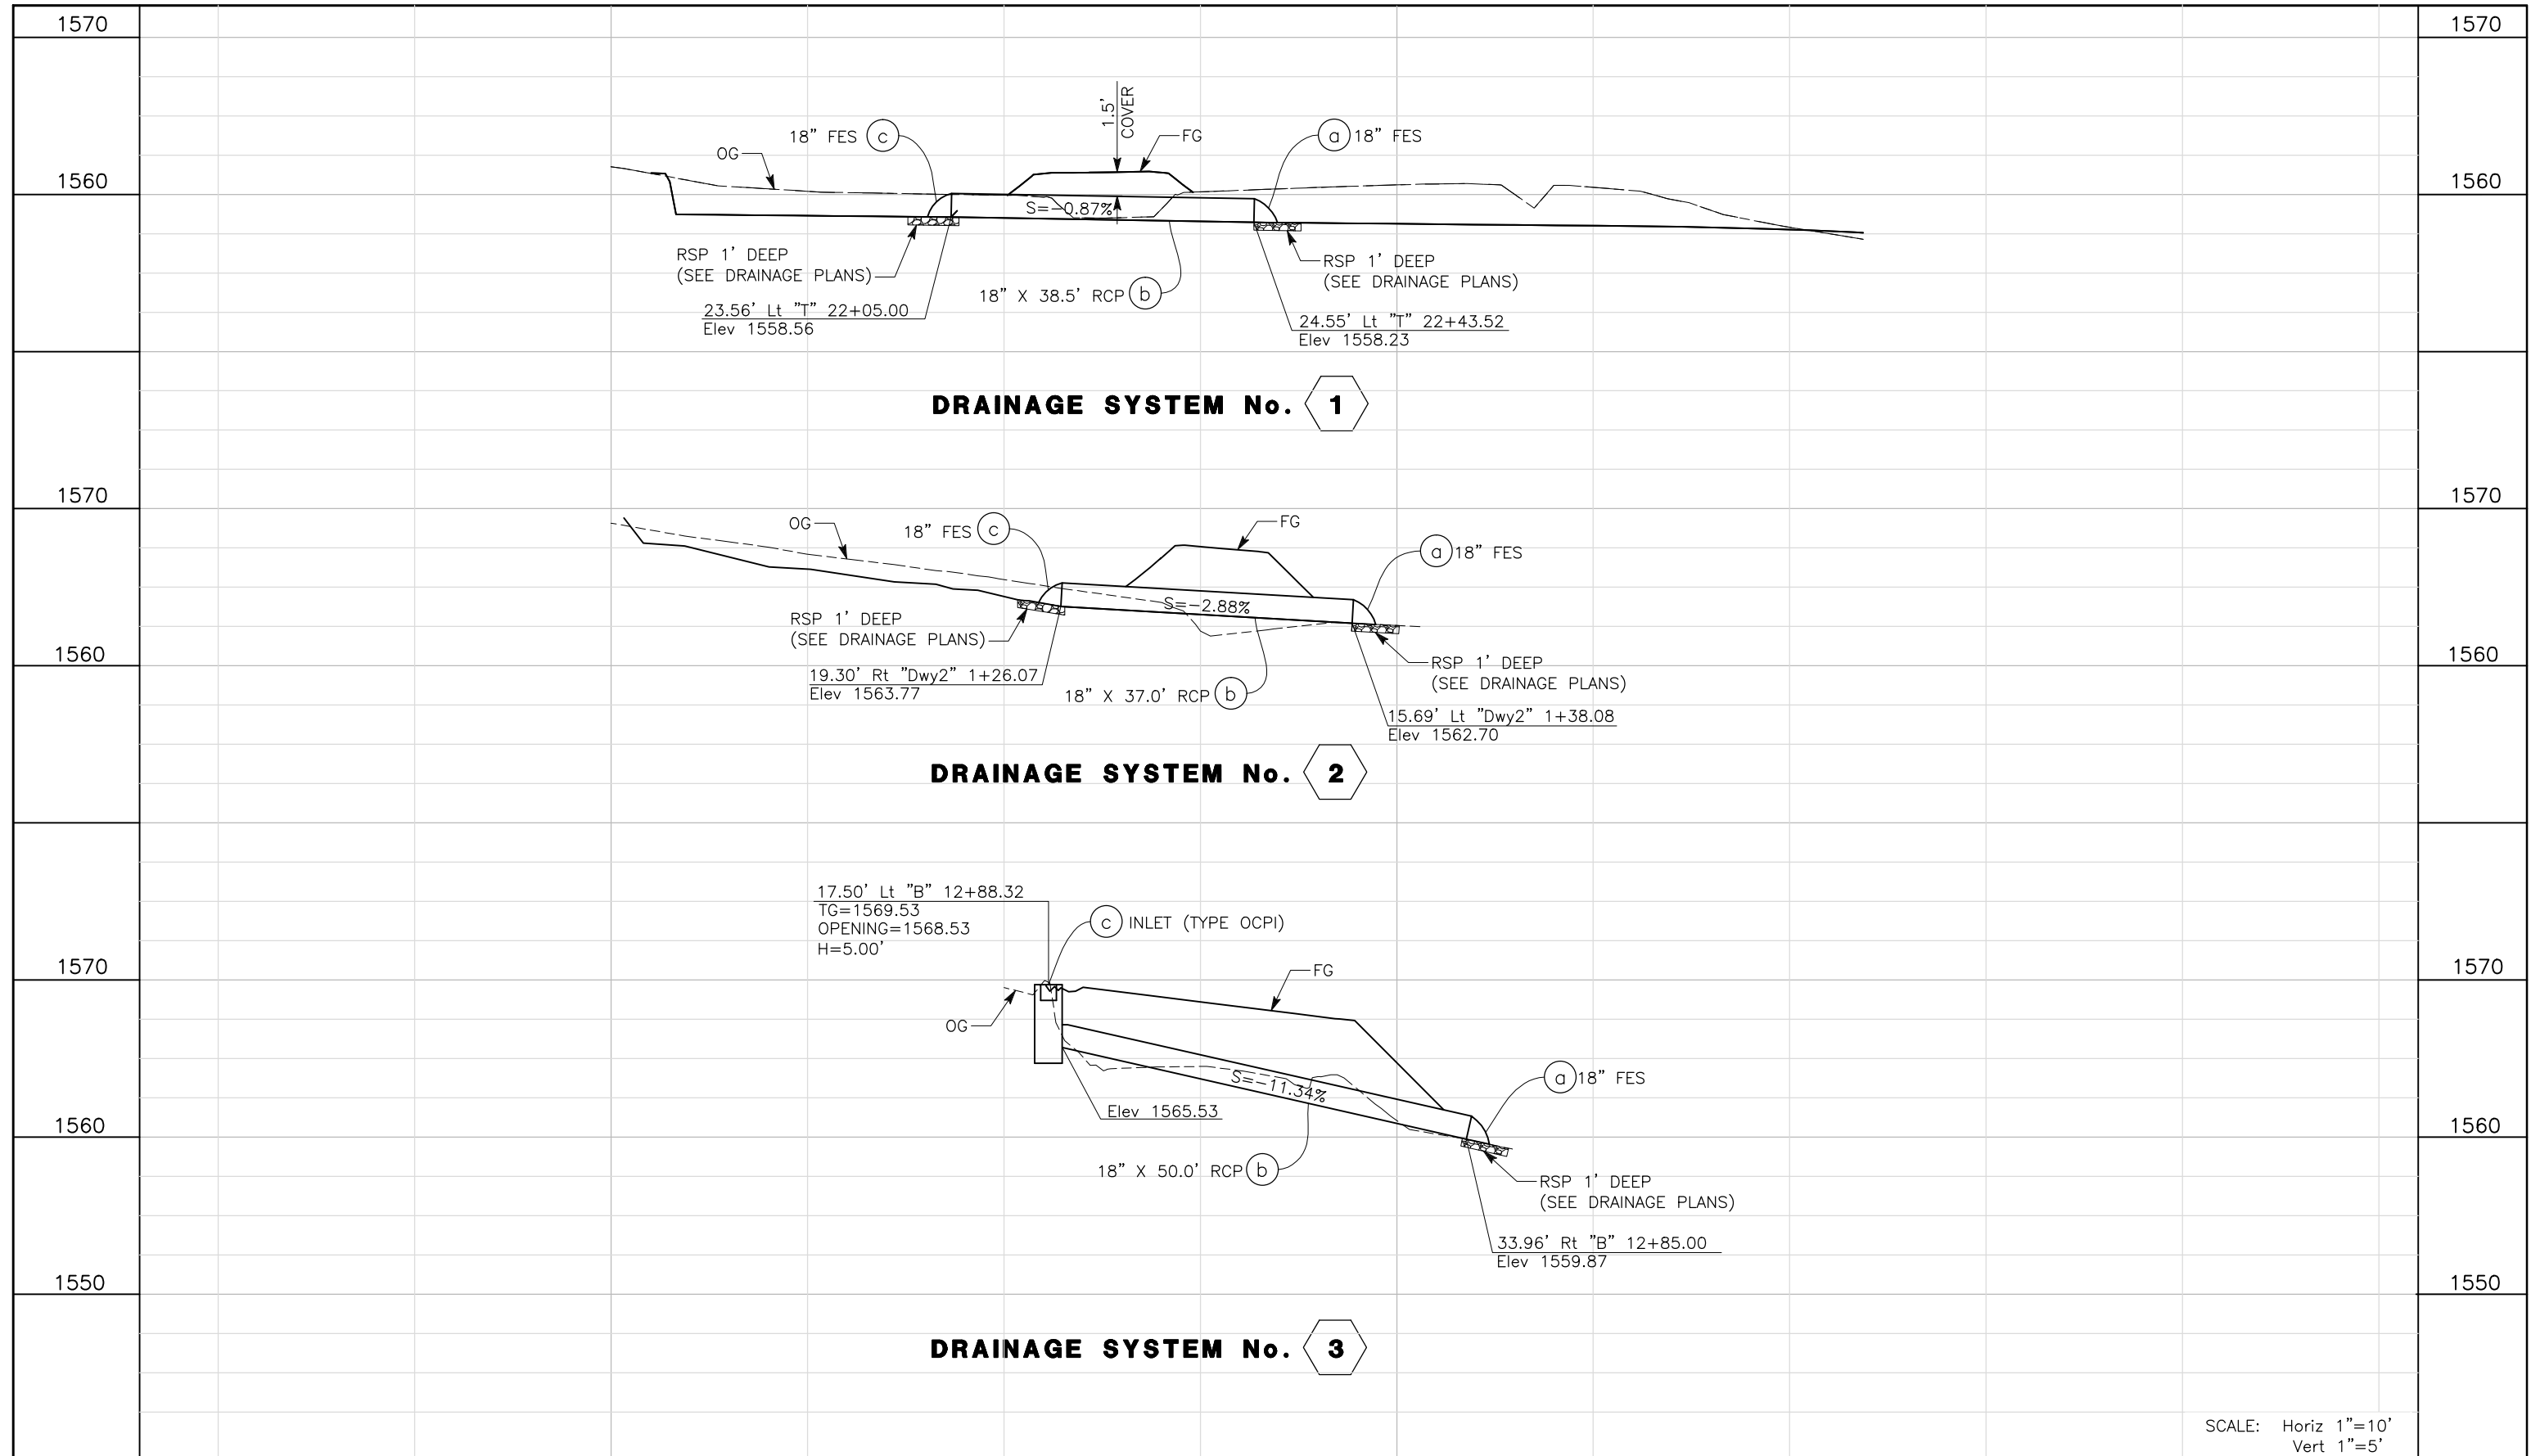 1570
1570
1.5'
COVER
18" FES c
FG
a 18" FES
OG
1560
1560
S=-0.87%
RSP 1' DEEP
(SEE DRAINAGE PLANS)
RSP 1' DEEP
(SEE DRAINAGE PLANS)
18" X 38.5' RCP b
23.56' Lt "T" 22+05.00
Elev 1558.56
24.55' Lt "T" 22+43.52
Elev 1558.23
DRAINAGE SYSTEM No. 1
1570
1570
OG
18" FES c
FG
a 18" FES
S=-2.88%
RSP 1' DEEP
(SEE DRAINAGE PLANS)
1560
1560
RSP 1' DEEP
(SEE DRAINAGE PLANS)
19.30' Rt "Dwy2" 1+26.07
Elev 1563.77
18" X 37.0' RCP b
15.69' Lt "Dwy2" 1+38.08
Elev 1562.70
DRAINAGE SYSTEM No. 2
17.50' Lt "B" 12+88.32
TG=1569.53
OPENING=1568.53
H=5.00'
c INLET (TYPE OCPI)
1570
1570
FG
OG
S=-11.34%
a 18" FES
Elev 1565.53
1560
1560
18" X 50.0' RCP b
RSP 1' DEEP
(SEE DRAINAGE PLANS)
33.96' Rt "B" 12+85.00
Elev 1559.87
1550
1550
DRAINAGE SYSTEM No. 3
SCALE: Horiz 1"=10'
Vert 1"=5'